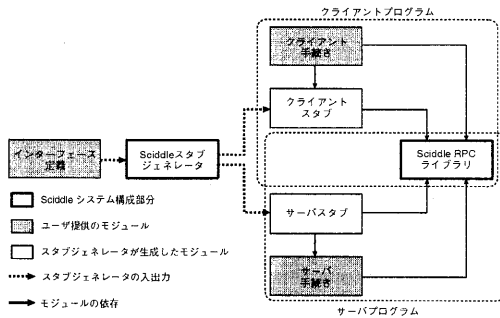 クライアントプログラム
クライアント
手続き
クライアント
スタブ
インターフェース
定義
Sciddleスタブ
ジェネレータ
Sciddle RPC
ライブラリ
Sciddle システム構成部分
ユーザ提供のモジュール
サーバスタブ
スタブジェネレータが生成したモジュール
スタブジェネレータの入出力
サーバ
手続き
モジュールの依存
サーバプログラム